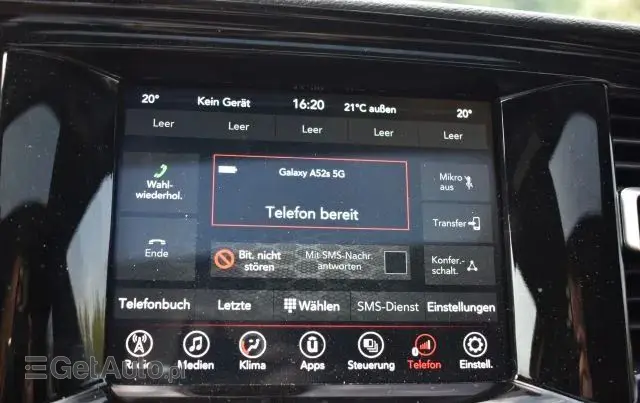 20° Kein Gerät 16:20 21°C außen 20°
Leer Leer Leer Leer Leer
Galaxy A52s 5G
Telefon bereit
Wahl-
wiederhol.
Mikro
aus
Transfer
Ende
Bit. nicht
stören
Mit SMS-Nachr.
antworten
Konfer.-
schalt.
Telefonbuch Letzte Wählen SMS-Dienst Einstellungen
Radio Medien Klima Apps Steuerung Telefon Einstell.
GetAuto.pl